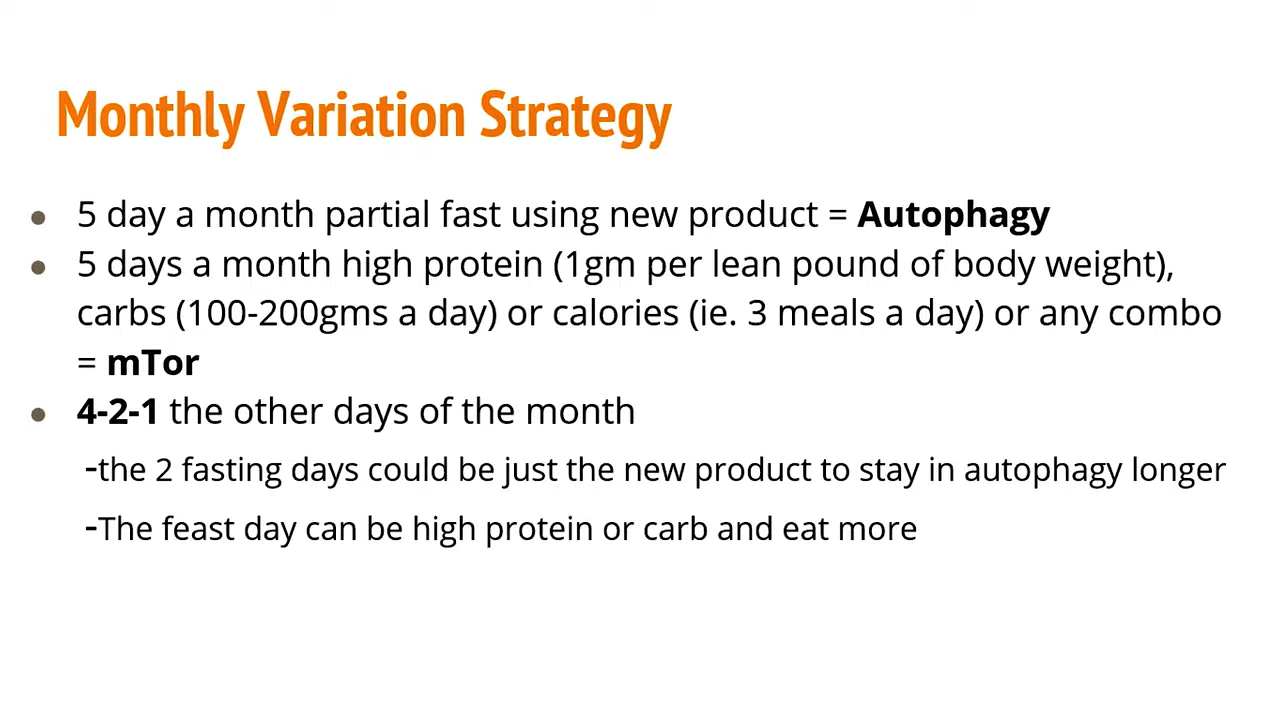 Monthly Variation Strategy
● 5 day a month partial fast using new product = Autophagy
● 5 days a month high protein (1gm per lean pound of body weight),
carbs (100-200gms a day) or calories (ie. 3 meals a day) or any combo
= mTor
● 4-2-1 the other days of the month
-the 2 fasting days could be just the new product to stay in autophagy longer
-The feast day can be high protein or carb and eat more